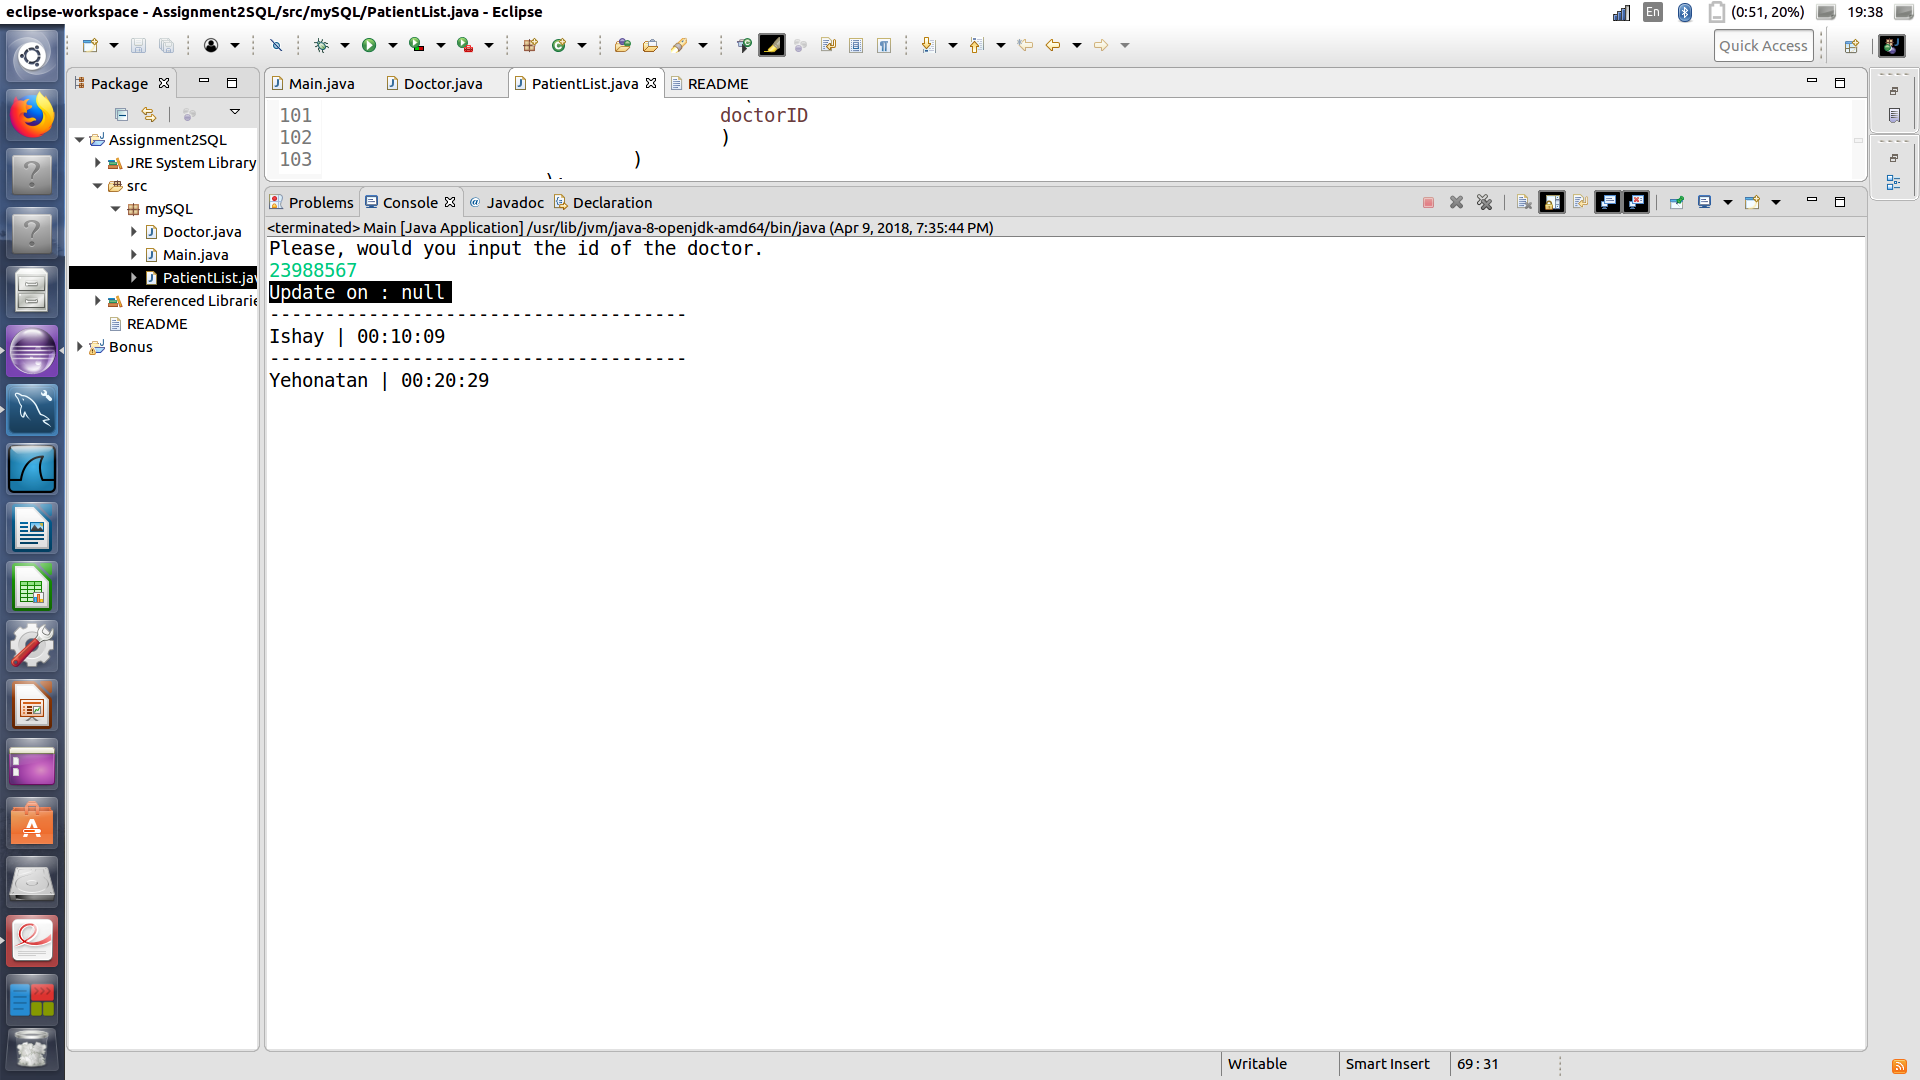 eclipse-workspace - Assignment2SQL/src/mySQL/PatientList.java - Eclipse
En
(0:51, 20%)
19:38
Quick Access
Package
Main.java
Doctor.java
PatientList.java
README
Assignment2SQL
JRE System Library
src
mySQL
Doctor.java
Main.java
PatientList.jav
Referenced Librarie
README
Bonus
101 doctorID
102 )
103 )
Problems
Console
@ Javadoc
Declaration
<terminated> Main [Java Application] /usr/lib/jvm/java-8-openjdk-amd64/bin/java (Apr 9, 2018, 7:35:44 PM)
Please, would you input the id of the doctor.
23988567
Update on : null
--------------------------------------
Ishay | 00:10:09
--------------------------------------
Yehonatan | 00:20:29
Writable
Smart Insert
69 : 31